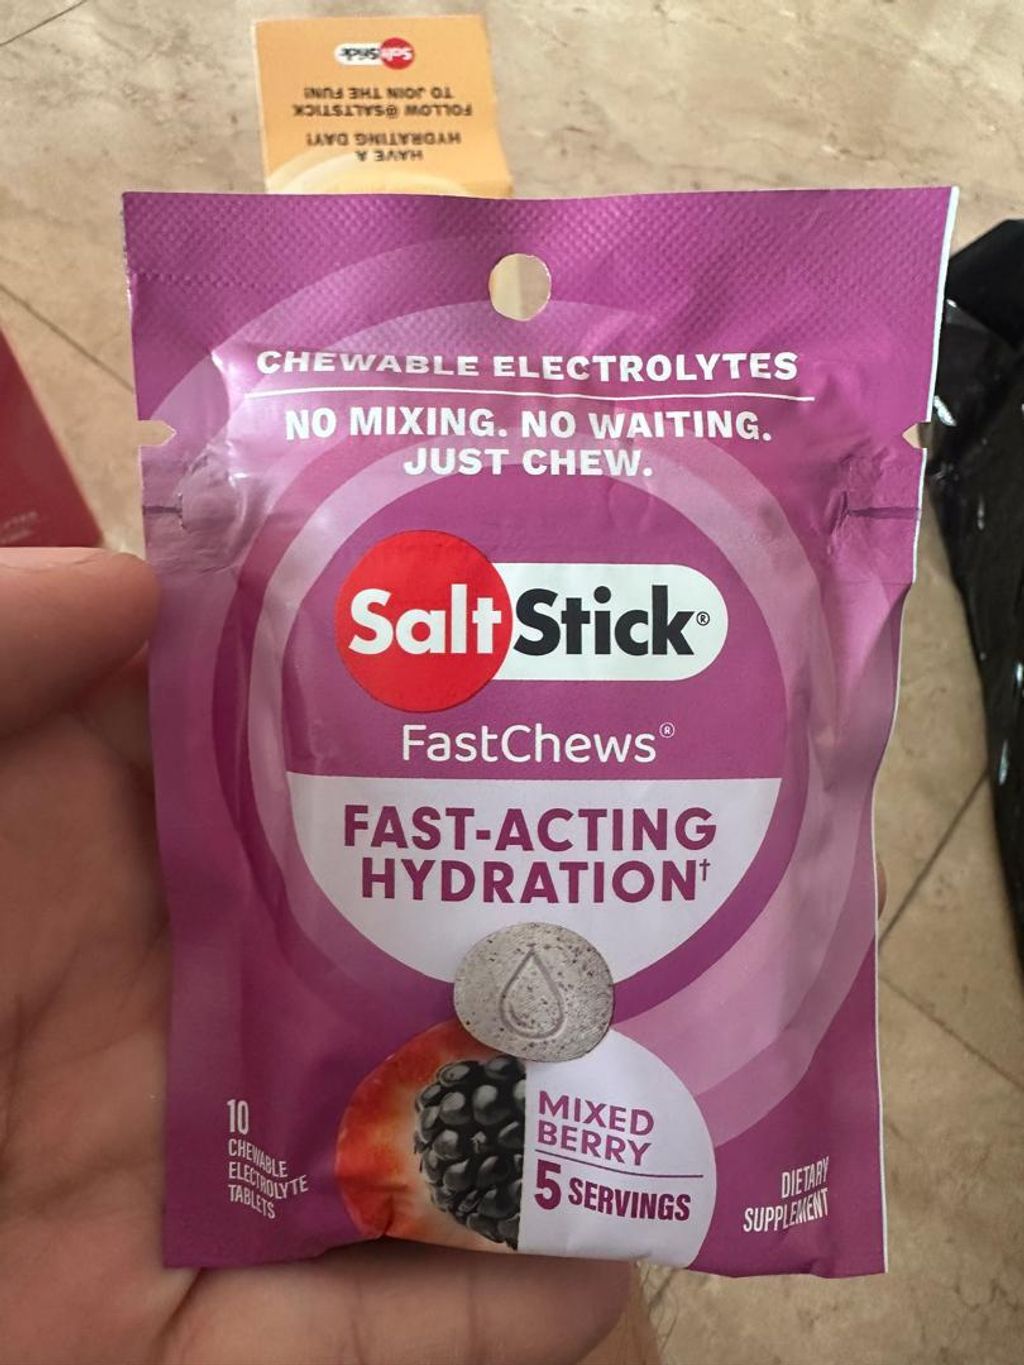 HAVE A
HYDRATING DAY!
FOLLOW @SALTSTICK
TO JOIN THE FUN!
SaltStick
CHEWABLE ELECTROLYTES
NO MIXING. NO WAITING.
JUST CHEW.
SaltStick®
FastChews®
FAST-ACTING
HYDRATION†
MIXED
BERRY
5 SERVINGS
10
CHEWABLE
ELECTROLYTE
TABLETS
DIETARY
SUPPLEMENT